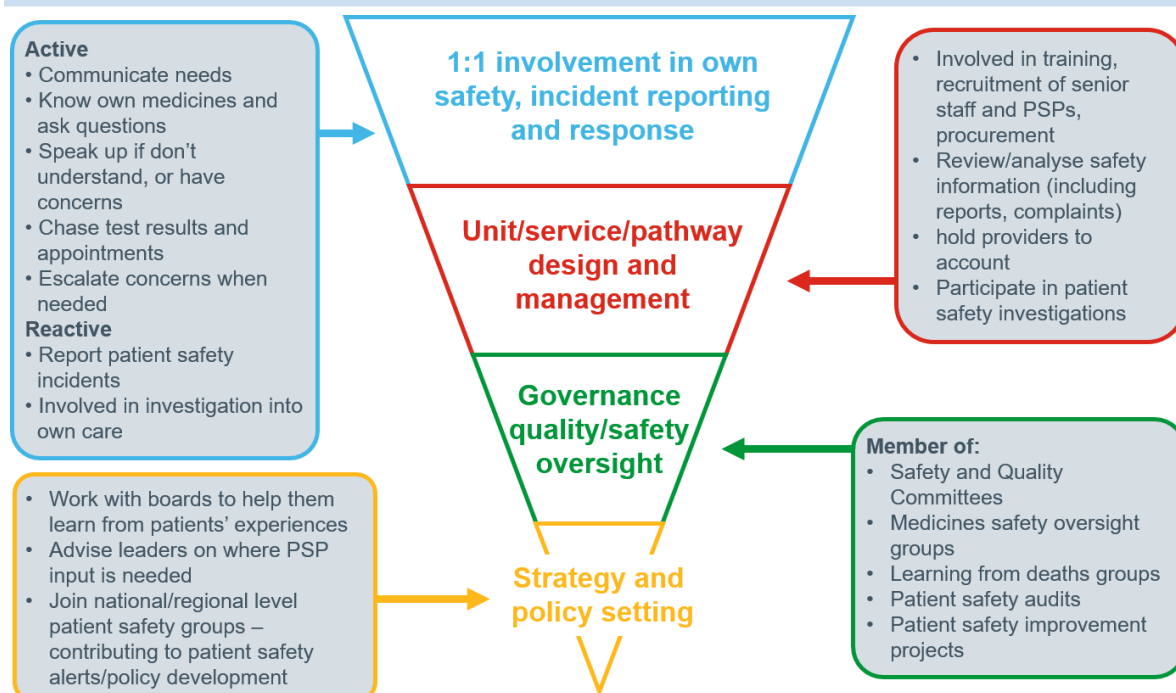 Active
• Communicate needs
• Know own medicines and
ask questions
• Speak up if don't
understand, or have
concerns
• Chase test results and
appointments
• Escalate concerns when
needed
Reactive
• Report patient safety
incidents
• Involved in investigation into
own care
1:1 involvement in own
safety, incident reporting
and response
• Involved in training,
recruitment of senior
staff and PSPs,
procurement
• Review/analyse safety
information (including
reports, complaints)
• hold providers to
account
• Participate in patient
safety investigations
Unit/service/pathway
design and
management
Governance
quality/safety
oversight
Member of:
• Safety and Quality
Committees
• Medicines safety oversight
groups
• Learning from deaths groups
• Patient safety audits
• Patient safety improvement
projects
• Work with boards to help them
learn from patients' experiences
• Advise leaders on where PSP
input is needed
• Join national/regional level
patient safety groups –
contributing to patient safety
alerts/policy development
Strategy and
policy setting